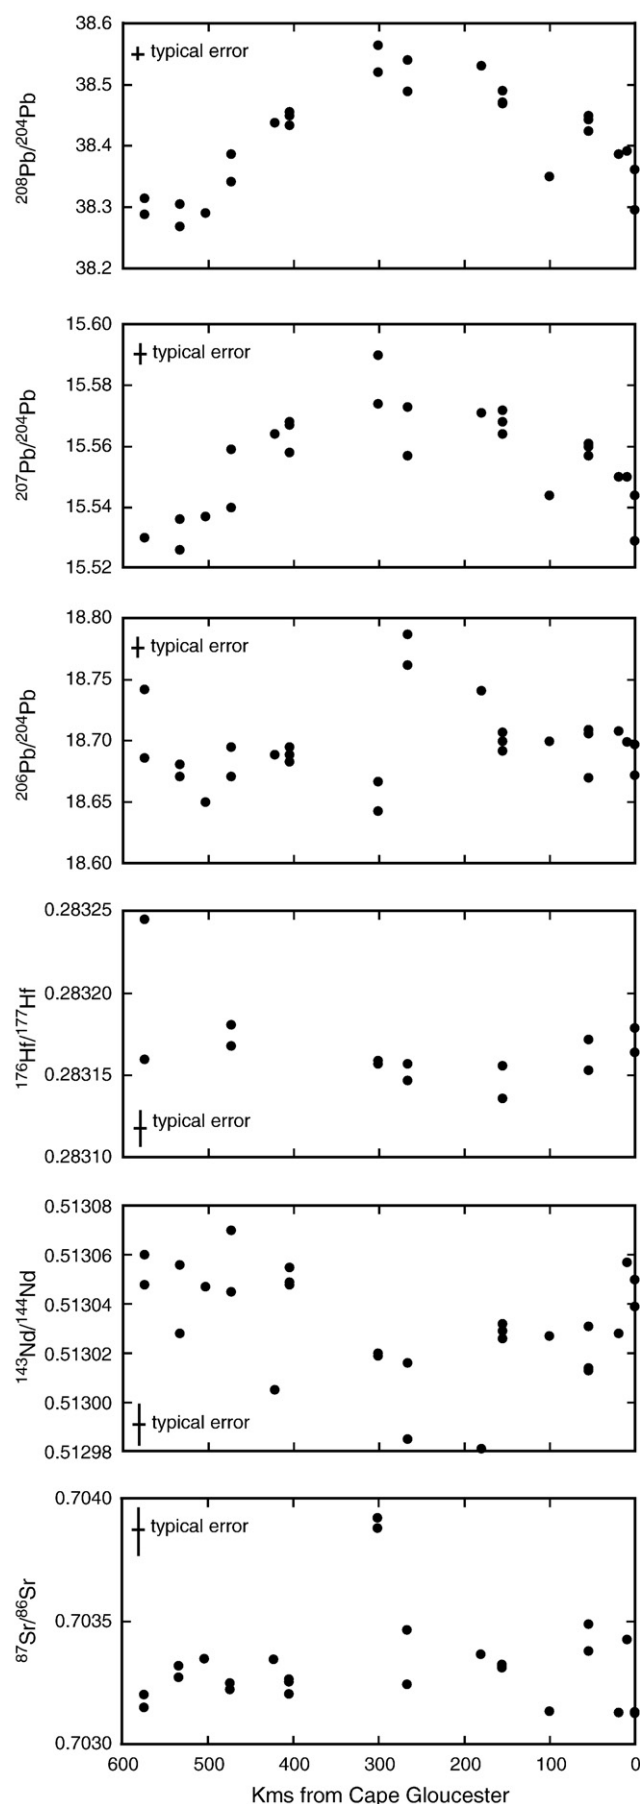 38.6
typical error
38.5
208Pb/204Pb
38.4
38.3
38.2
15.60
typical error
15.58
207Pb/204Pb
15.56
15.54
15.52
18.80
typical error
18.75
206Pb/204Pb
18.70
18.65
18.60
0.28325
0.28320
176Hf/177Hf
0.28315
typical error
0.28310
0.51308
0.51306
143Nd/144Nd
0.51304
0.51302
0.51300
typical error
0.51298
0.7040
typical error
87Sr/86Sr
0.7035
0.7030
600 500 400 300 200 100 0
Kms from Cape Gloucester